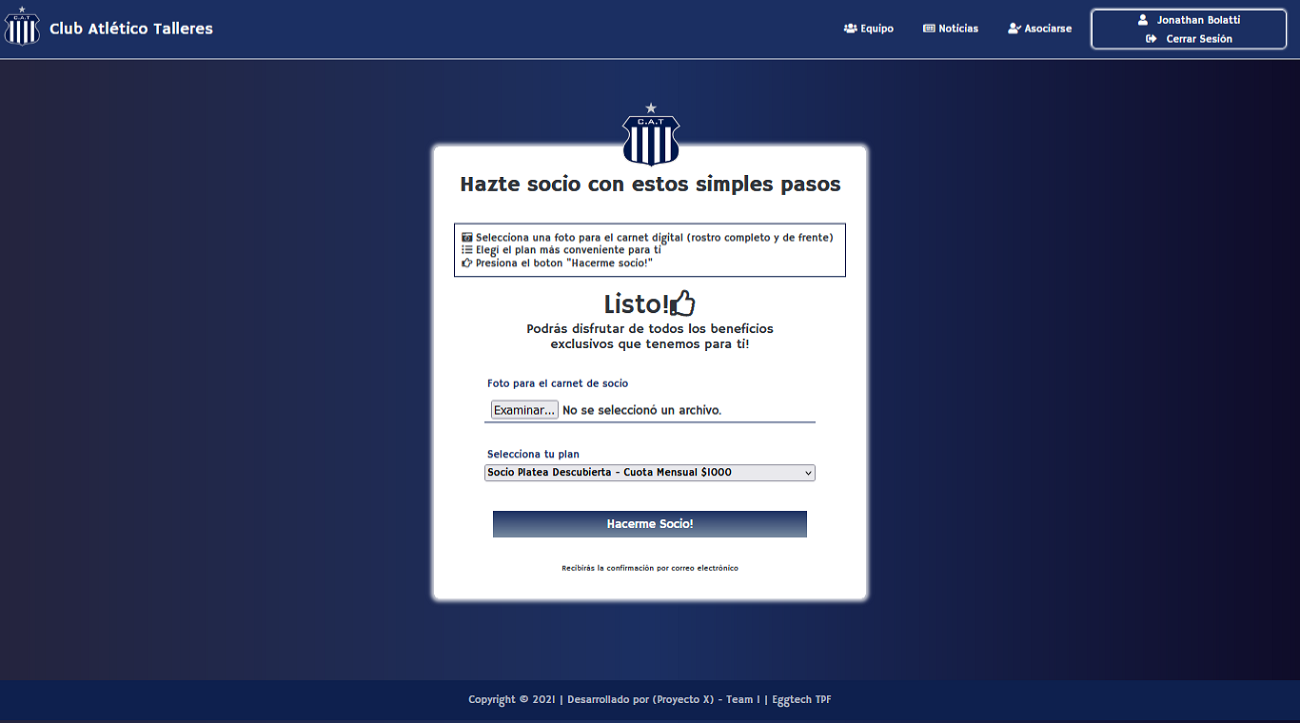 C.A.T
Club Atlético Talleres
Equipo
Noticias
Asociarse
Jonathan Bolatti
Cerrar Sesión
C.A.T
Hazte socio con estos simples pasos
Selecciona una foto para el carnet digital (rostro completo y de frente)
Elegi el plan más conveniente para ti
Presiona el boton "Hacerme socio!"
Listo!
Podrás disfrutar de todos los beneficios
exclusivos que tenemos para tí!
Foto para el carnet de socio
Examinar... No se seleccionó un archivo.
Selecciona tu plan
Socio Platea Descubierta - Cuota Mensual $1000
Hacerme Socio!
Recibirás la confirmación por correo electrónico
Copyright © 2021 | Desarrollado por (Proyecto X) - Team 1 | Eggtech TPF